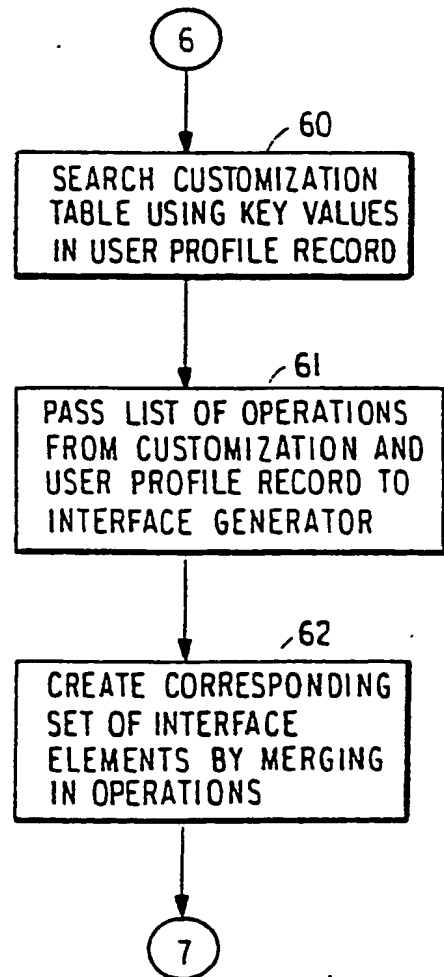 6
60
SEARCH CUSTOMIZATION
TABLE USING KEY VALUES
IN USER PROFILE RECORD
61
PASS LIST OF OPERATIONS
FROM CUSTOMIZATION AND
USER PROFILE RECORD TO
INTERFACE GENERATOR
62
CREATE CORRESPONDING
SET OF INTERFACE
ELEMENTS BY MERGING
IN OPERATIONS
7